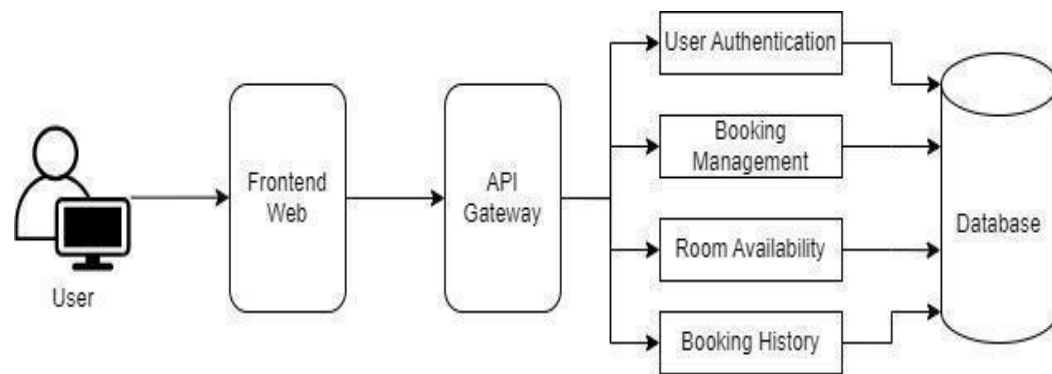 User
Frontend
Web
API
Gateway
User Authentication
Booking
Management
Room Availability
Booking History
Database